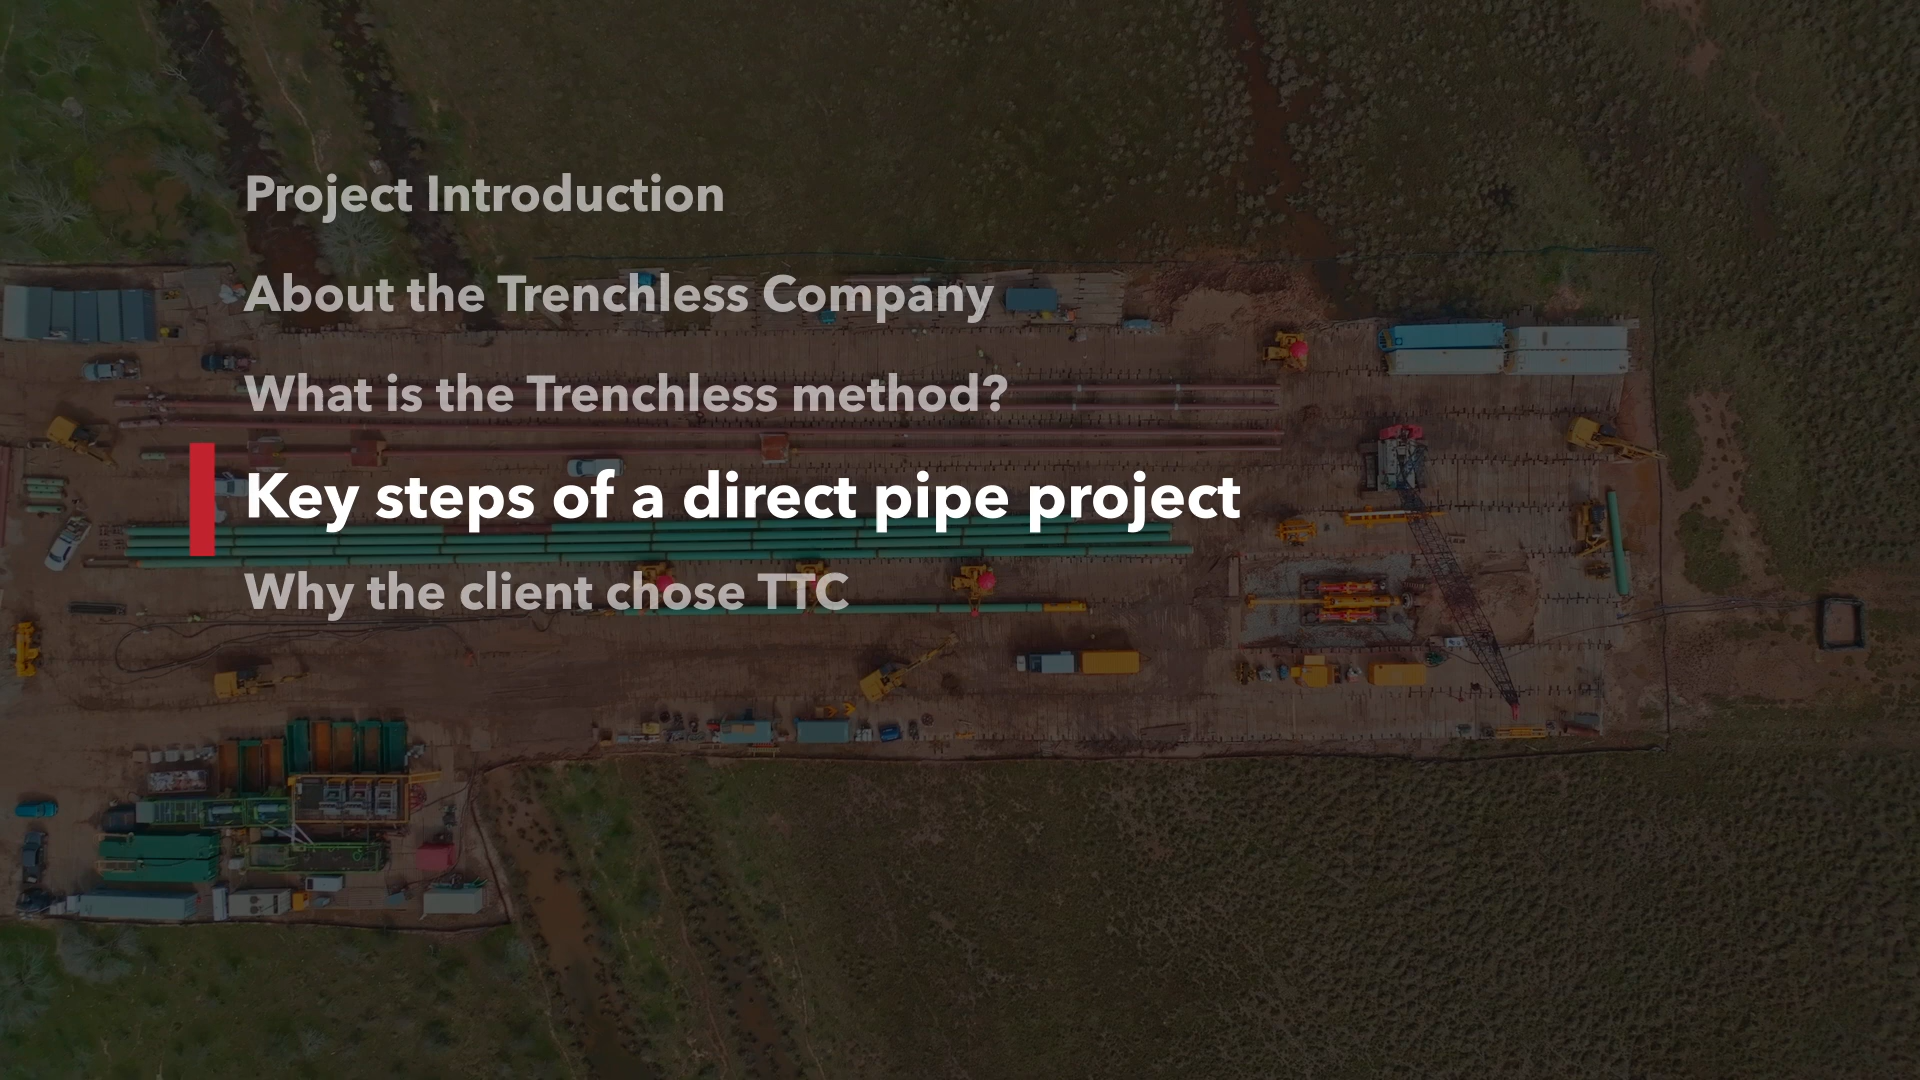 Project Introduction
About the Trenchless Company
What is the Trenchless method?
Key steps of a direct pipe project
Why the client chose TTC